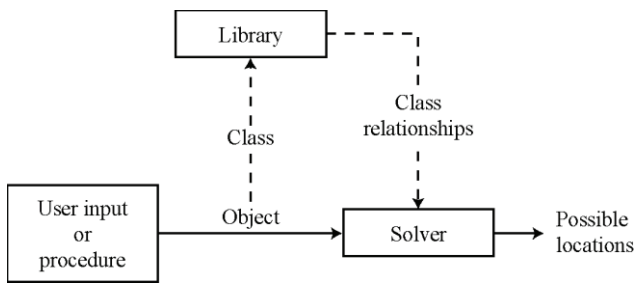 Library
Class
relationships
Class
User input
or
procedure
Object
Solver
Possible
locations